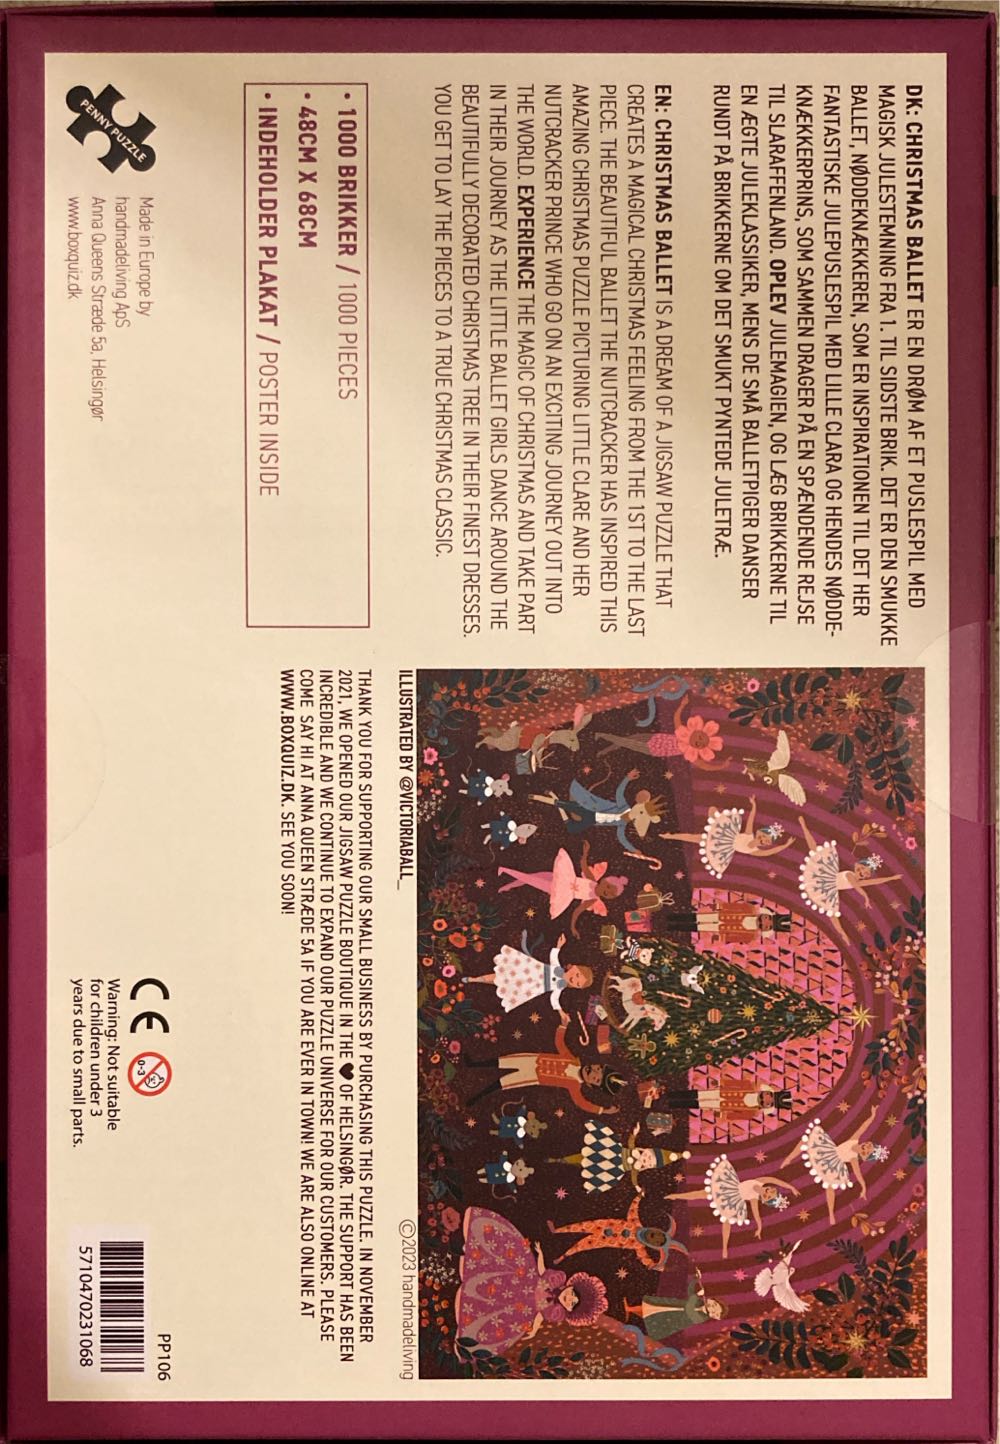 DK: CHRISTMAS BALLET ER EN DRØM AF ET PUSLESPIL MED
MAGISK JULESTEMNING FRA 1. TIL SIDSTE BRIK. DET ER DEN SMUKKE
BALLET, NØDDEKNÆKKEREN, SOM ER INSPIRATIONEN TIL DET HER
FANTASTISKE JULEPUSLESPIL MED LILLE CLARA OG HENDES NØDDE-
KNÆKKERPRINS, SOM SAMMEN DRAGER PÅ EN SPÆNDENDE REJSE
TIL SLARAFFENLAND. OPLEV JULEMAGIEN, OG LÆG BRIKKERNE TIL
EN ÆGTE JULEKLASSIKER, MENS DE SMÅ BALLETPIGER DANSER
RUNDT PÅ BRIKKERNE OM DET SMUKT PYNTEDE JULETRÆ.
EN: CHRISTMAS BALLET IS A DREAM OF A JIGSAW PUZZLE THAT
CREATES A MAGICAL CHRISTMAS FEELING FROM THE 1ST TO THE LAST
PIECE. THE BEAUTIFUL BALLET THE NUTCRACKER HAS INSPIRED THIS
AMAZING CHRISTMAS PUZZLE PICTURING LITTLE CLARE AND HER
NUTCRACKER PRINCE WHO GO ON AN EXCITING JOURNEY OUT INTO
THE WORLD. EXPERIENCE THE MAGIC OF CHRISTMAS AND TAKE PART
IN THEIR JOURNEY AS THE LITTLE BALLET GIRLS DANCE AROUND THE
BEAUTIFULLY DECORATED CHRISTMAS TREE IN THEIR FINEST DRESSES.
YOU GET TO LAY THE PIECES TO A TRUE CHRISTMAS CLASSIC.
• 1000 BRIKKER / 1000 PIECES
• 48CM X 68CM
• INDEHOLDER PLAKAT / POSTER INSIDE
PENNY PUZZLE
Made in Europe by
handmadeliving ApS
Anna Queens Stræde 5a, Helsingør
www.boxquiz.dk
ILLUSTRATED BY @VICTORIABALL_
©2023 handmadeliving
THANK YOU FOR SUPPORTING OUR SMALL BUSINESS BY PURCHASING THIS PUZZLE. IN NOVEMBER
2021, WE OPENED OUR JIGSAW PUZZLE BOUTIQUE IN THE ♥ OF HELSINGØR. THE SUPPORT HAS BEEN
INCREDIBLE AND WE CONTINUE TO EXPAND OUR PUZZLE UNIVERSE FOR OUR CUSTOMERS. PLEASE
COME SAY HI AT ANNA QUEEN STRÆDE 5A IF YOU ARE EVER IN TOWN! WE ARE ALSO ONLINE AT
WWW.BOXQUIZ.DK. SEE YOU SOON!
CE
0-3
Warning: Not suitable
for children under 3
years due to small parts.
PP106
5710470231068